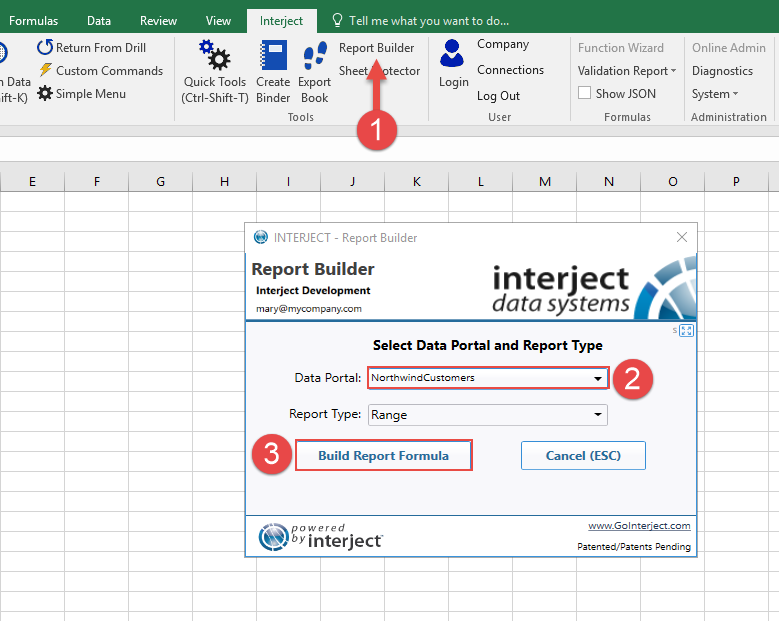 Formulas Data Review View Interject Tell me what you want to do...
Return From Drill
Custom Commands
Simple Menu
n Data
ift-K)
Quick Tools
(Ctrl-Shift-T)
Create
Binder
Export
Book
Report Builder
Sheet Protector
Tools
Login
Company
Connections
Log Out
User
Function Wizard
Validation Report
Show JSON
Formulas
Online Admin
Diagnostics
System
Administration
1
E F G H I J K L M N O P
INTERJECT - Report Builder
Report Builder
Interject Development
mary@mycompany.com
interject
data systems
s
Select Data Portal and Report Type
Data Portal: NorthwindCustomers
2
Report Type: Range
3
Build Report Formula Cancel (ESC)
powered
by interject
www.GoInterject.com
Patented/Patents Pending